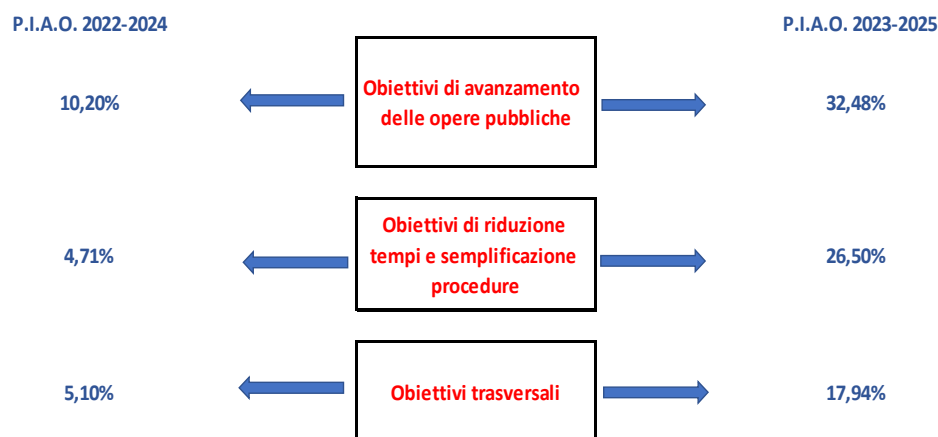 P.I.A.O. 2022-2024
P.I.A.O. 2023-2025
10,20%
Obiettivi di avanzamento
delle opere pubbliche
32,48%
4,71%
Obiettivi di riduzione
tempi e semplificazione
procedure
26,50%
5,10%
Obiettivi trasversali
17,94%